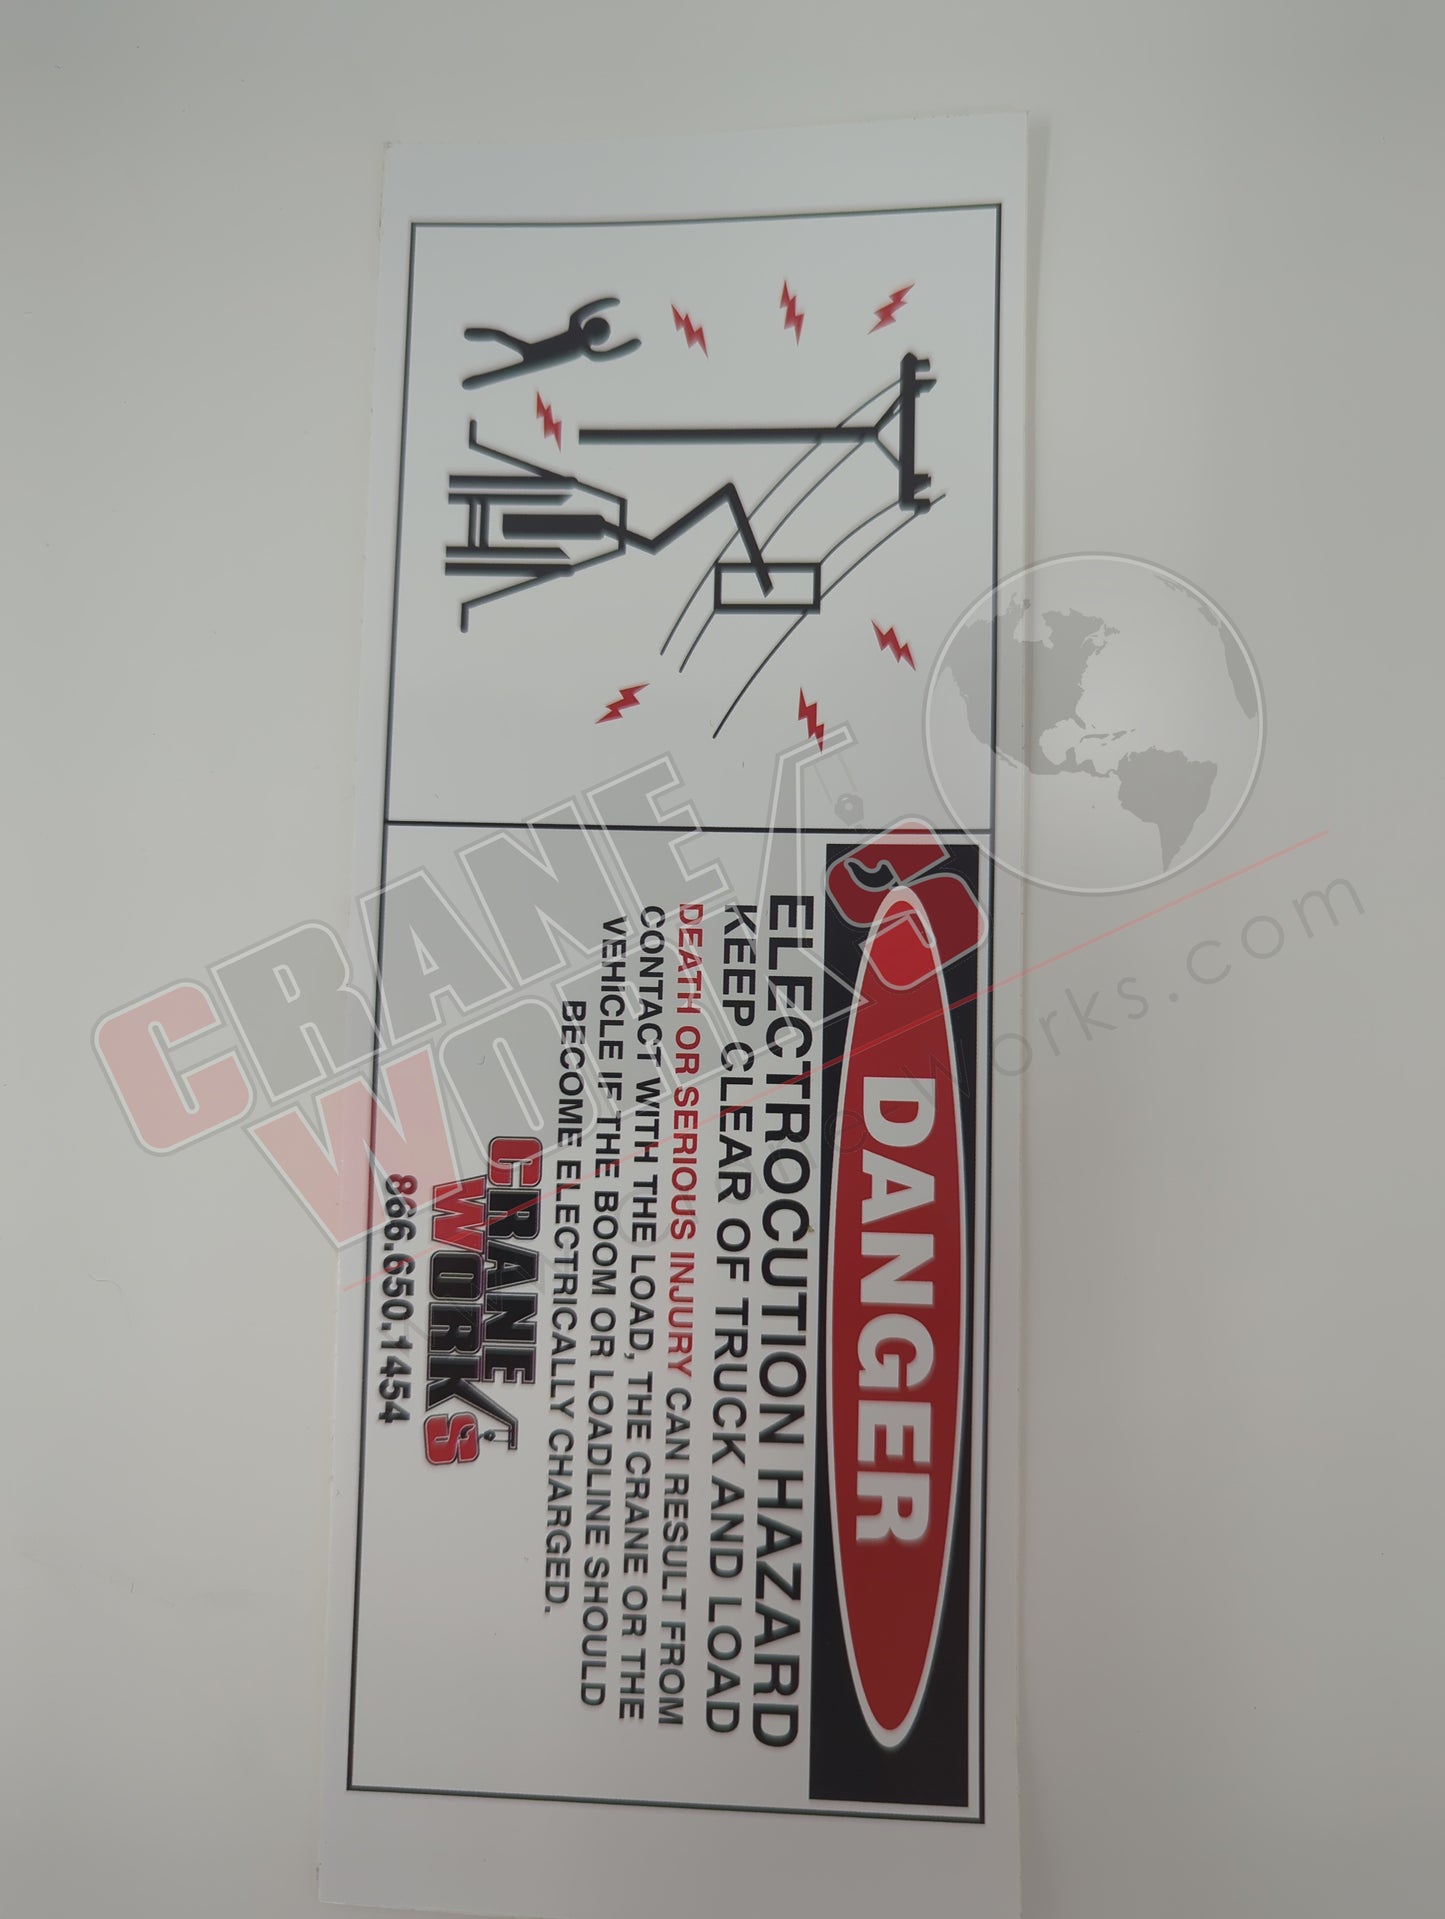 DANGER
ELECTROCUTION HAZARD
KEEP CLEAR OF TRUCK AND LOAD
DEATH OR SERIOUS INJURY CAN RESULT FROM
CONTACT WITH THE LOAD, THE CRANE OR THE
VEHICLE IF THE BOOM OR LOADLINE SHOULD
BECOME ELECTRICALLY CHARGED.
CRANE
WORKS
866.650.1454
CRANE
WORK'S
Works.com